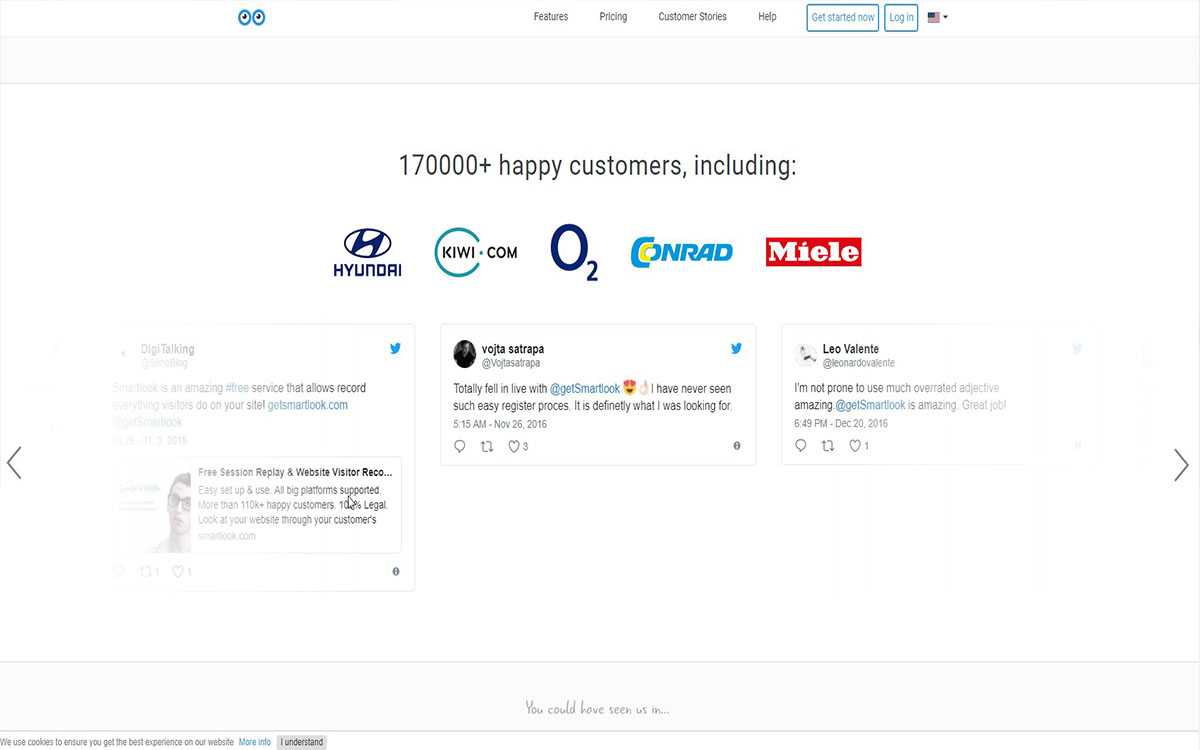 Features Pricing Customer Stories Help Get started now Log in
170000+ happy customers, including:
HYUNDAI KIWI.COM O2 CONRAD Miele
DigiTalking
@SimoBlog
Smartlook is an amazing #free service that allows record
everything visitors do on your site! getsmartlook.com
@getSmartlook
31. 3. 2016
Free Session Replay & Website Visitor Reco...
Easy set up & use. All big platforms supported.
More than 110k+ happy customers. Legal.
Look at your website through your customer's
smartlook.com
1 1
vojta satrapa
@Vojtasatrapa
Totally fell in live with @getSmartlook 😍👌🏻I have never seen
such easy register proces. It is definetly what I was looking for.
5:15 AM - Nov 26, 2016
3
Leo Valente
@leonardovalente
I'm not prone to use much overrated adjective
amazing.@getSmartlook is amazing. Great job!
6:49 PM - Dec 20, 2016
1
You could have seen us in...
We use cookies to ensure you get the best experience on our website More info I understand